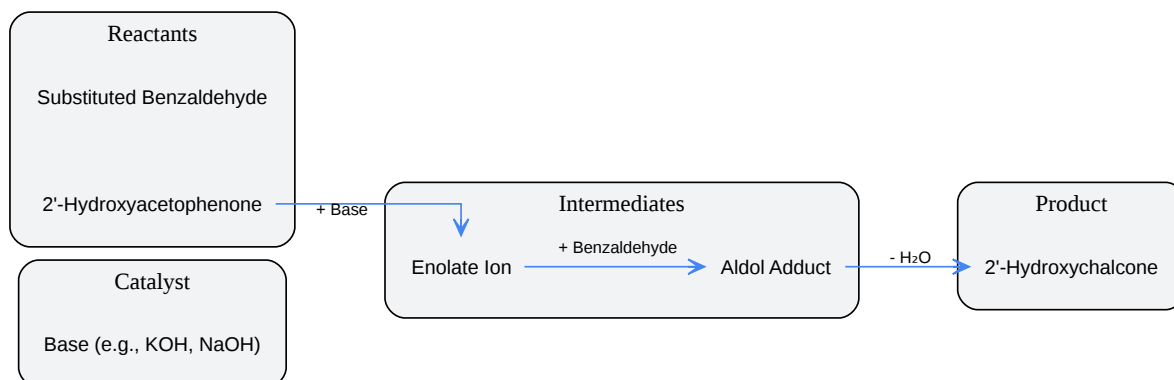 Reactants
Substituted Benzaldehyde
2'-Hydroxyacetophenone
+ Base
Catalyst
Base (e.g., KOH, NaOH)
Intermediates
Enolate Ion
+ Benzaldehyde
Aldol Adduct
- H₂O
Product
2'-Hydroxychalcone